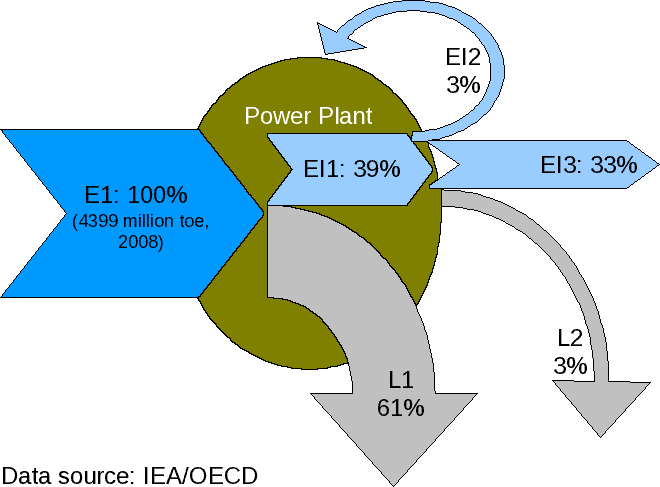 EI2
3%
Power Plant
EI1: 39%
EI3: 33%
E1: 100%
(4399 million toe,
2008)
L2
3%
L1
61%
Data source: IEA/OECD